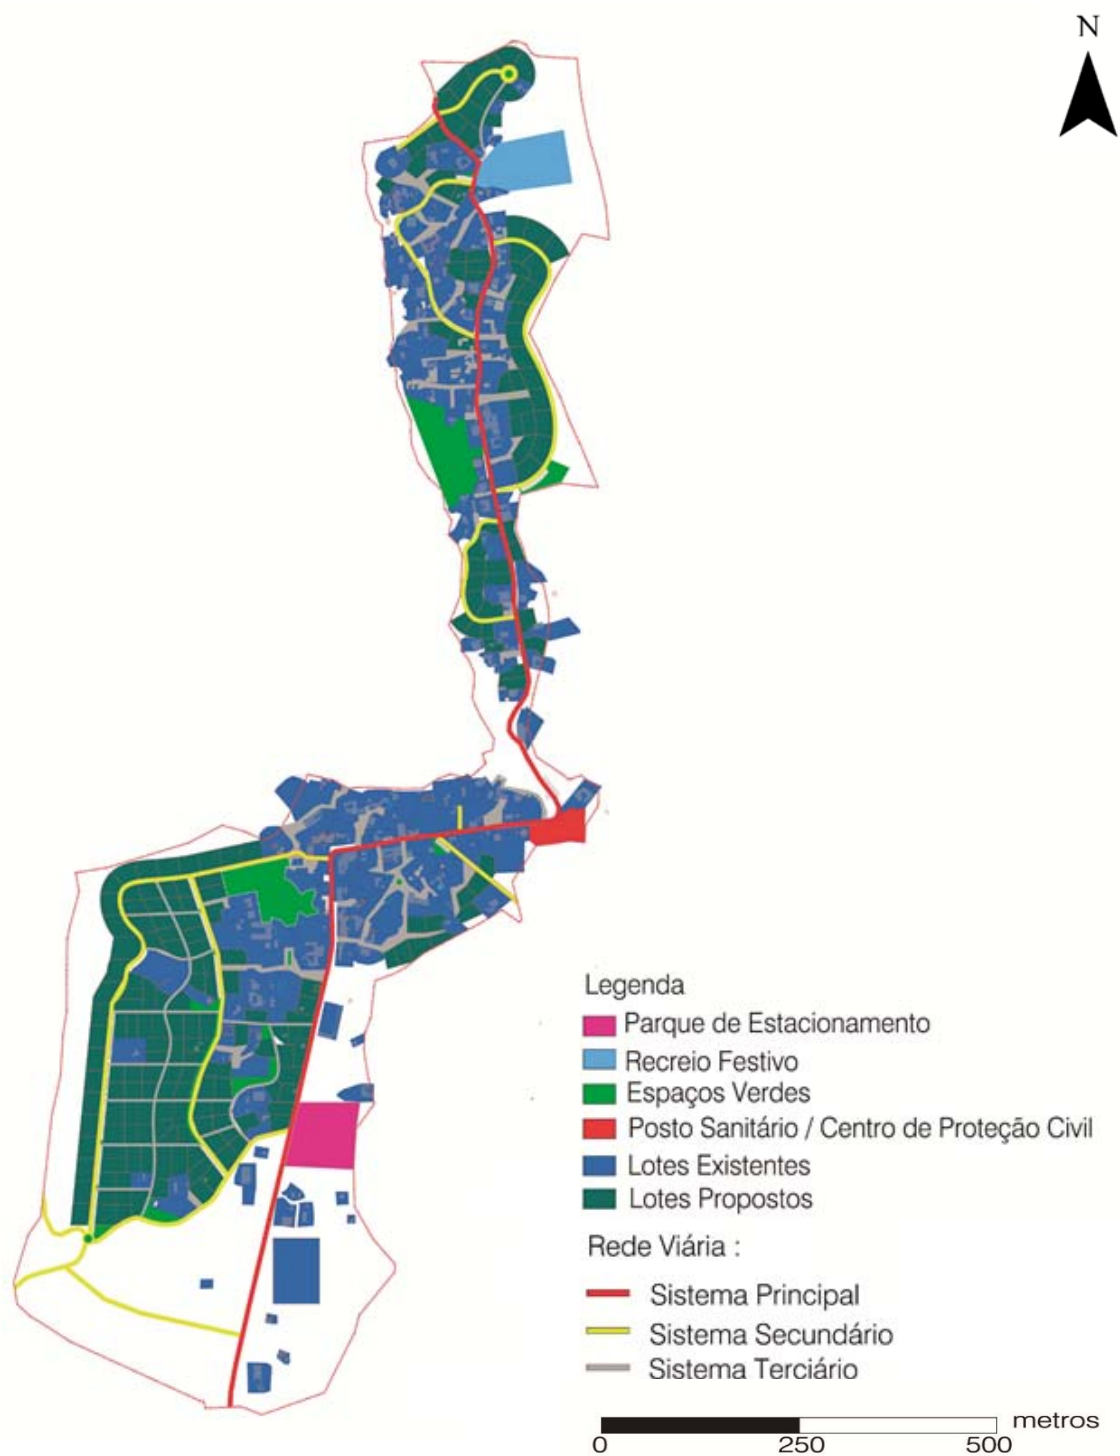 N
Legenda
Parque de Estacionamento
Recreio Festivo
Espaços Verdes
Posto Sanitário / Centro de Proteção Civil
Lotes Existentes
Lotes Propostos
Rede Viária :
Sistema Principal
Sistema Secundário
Sistema Terciário
metros
0 250 500